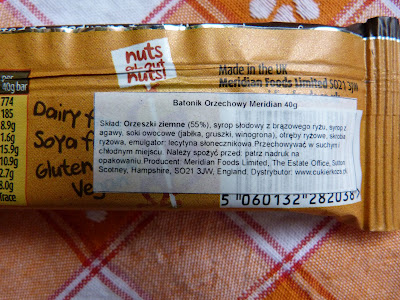 nuts
about
nuts!
Made in the UK
Meridian Foods Limited SO21 3JW
per
40g bar
774
185
8.9g
1.6g
15.9g
10.9g
2.7g
8.0g
Trace
Dairy f
Soya f
Gluten
Ve
Batonik Orzechowy Meridian 40g
Skład: Orzeszki ziemne (55%), syrop słodowy z brązowego ryżu, syrop z
agawy, soki owocowe (jabłka, gruszki, winogrona), otręby ryżowe, skrobia
ryżowa, emulgator: lecytyna słonecznikowa Przechowywać w suchym i
chłodnym miejscu. Należy spożyć przed: patrz nadruk na
opakowaniu Producent: Meridian Foods Limited, The Estate Office, Sutton
Scotney, Hampshire, SO21 3JW, England. Dystrybutor: www.cukierkoza.pl
5 060132 282038